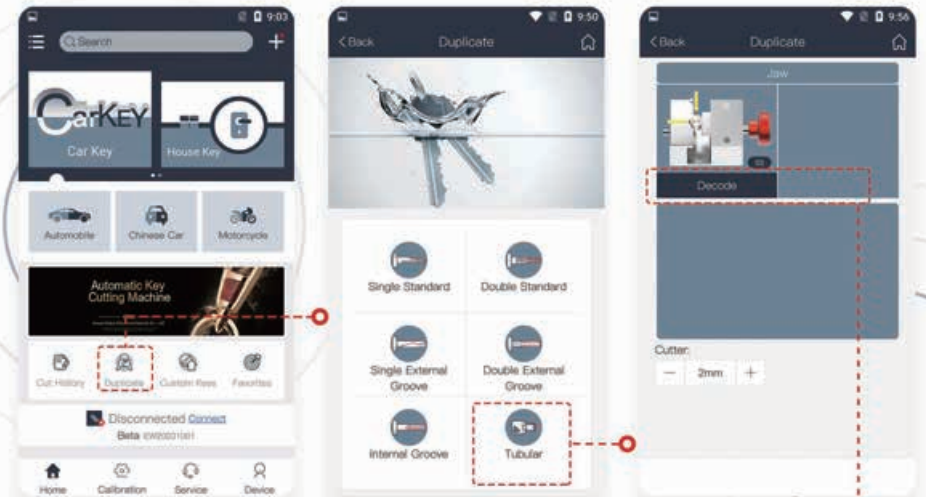 9:03
Search
CarKEY
Car Key
House Key
Automobile
Chinese Car
Motorcycle
Automatic Key
Cutting Machine
Cut History
Duplicate
Custom Keys
Favorites
Disconnected Connect
Beta
Home
Calibration
Service
Device
9:50
< Back
Duplicate
Single Standard
Double Standard
Single External
Groove
Double External
Groove
Internal Groove
Tubular
9:56
< Back
Duplicate
Jaw
Decode
Cutter:
— 2mm +